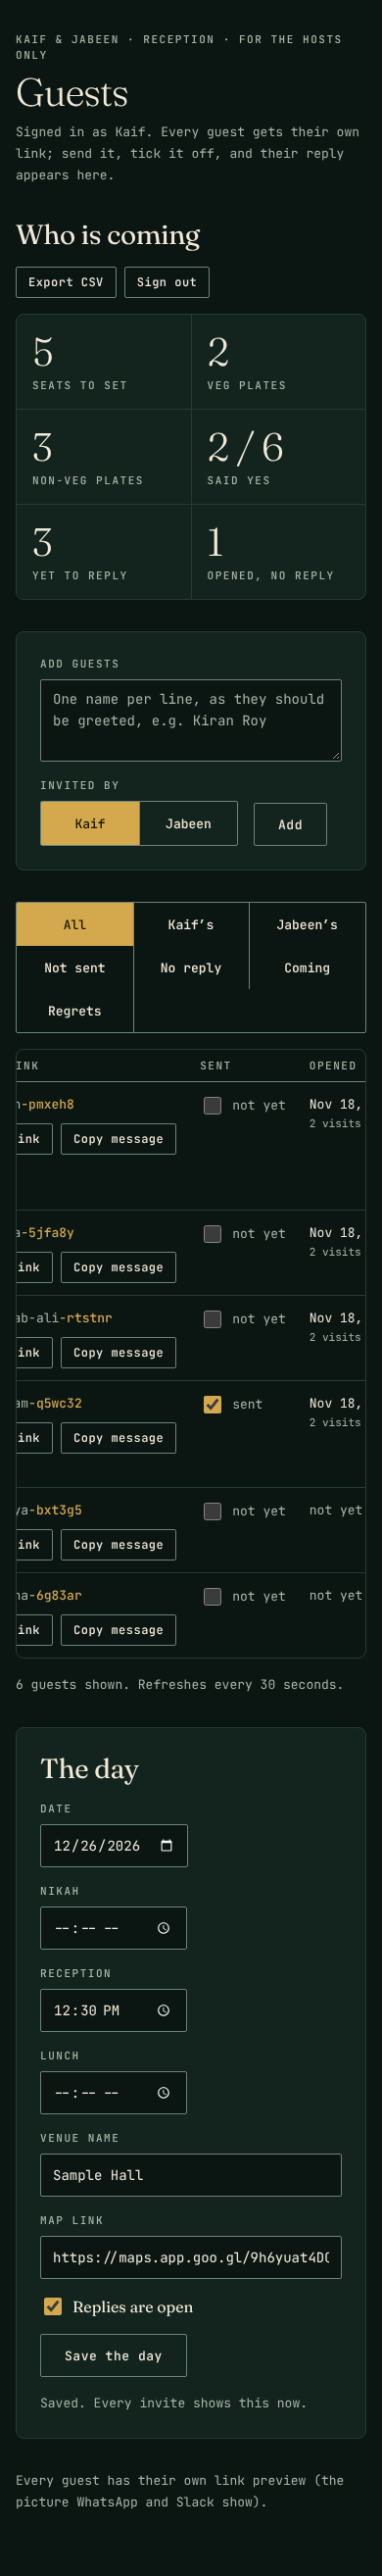 KAIF & JABEEN · RECEPTION · FOR THE HOSTS
ONLY
Guests
Signed in as Kaif. Every guest gets their own
link; send it, tick it off, and their reply
appears here.
Who is coming
Export CSV Sign out
5 2
SEATS TO SET VEG PLATES
3 2/6
NON-VEG PLATES SAID YES
3 1
YET TO REPLY OPENED, NO REPLY
ADD GUESTS
One name per line, as they should
be greeted, e.g. Kiran Roy
INVITED BY
Kaif Jabeen Add
All Kaif’s Jabeen’s
Not sent No reply Coming
Regrets
INK SENT OPENED
-pmxeh8 not yet Nov 18,
ink Copy message 2 visits
a-5jfa8y not yet Nov 18,
ink Copy message 2 visits
ab-ali-rtstnr not yet Nov 18,
ink Copy message 2 visits
am-q5wc32 sent Nov 18,
ink Copy message 2 visits
ya-bxt3g5 not yet not yet
ink Copy message
na-6g83ar not yet not yet
ink Copy message
6 guests shown. Refreshes every 30 seconds.
The day
DATE
12/26/2026
NIKAH
--:-- --
RECEPTION
12:30 PM
LUNCH
--:-- --
VENUE NAME
Sample Hall
MAP LINK
https://maps.app.goo.gl/9h6yuat4D
Replies are open
Save the day
Saved. Every invite shows this now.
Every guest has their own link preview (the
picture WhatsApp and Slack show).